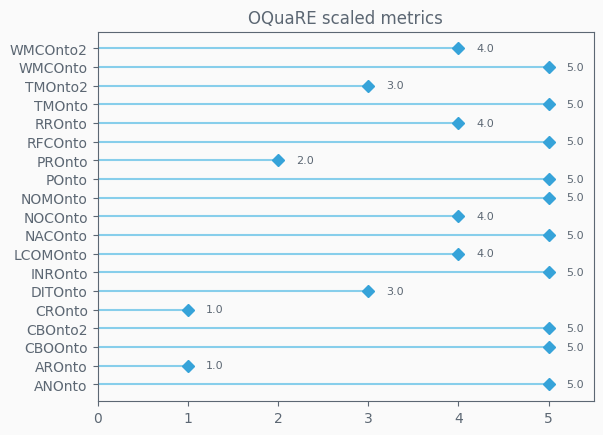 OQuaRE scaled metrics
WMCOnto2 4.0
WMCOnto 5.0
TMOnto2 3.0
TMOnto 5.0
RROnto 4.0
RFCOnto 5.0
PROnto 2.0
POnto 5.0
NOMOnto 5.0
NOCOnto 4.0
NACOnto 5.0
LCOMOnto 4.0
INROnto 5.0
DITOnto 3.0
CROnto 1.0
CBOnto2 5.0
CBOOnto 5.0
AROnto 1.0
ANOnto 5.0
0 1 2 3 4 5